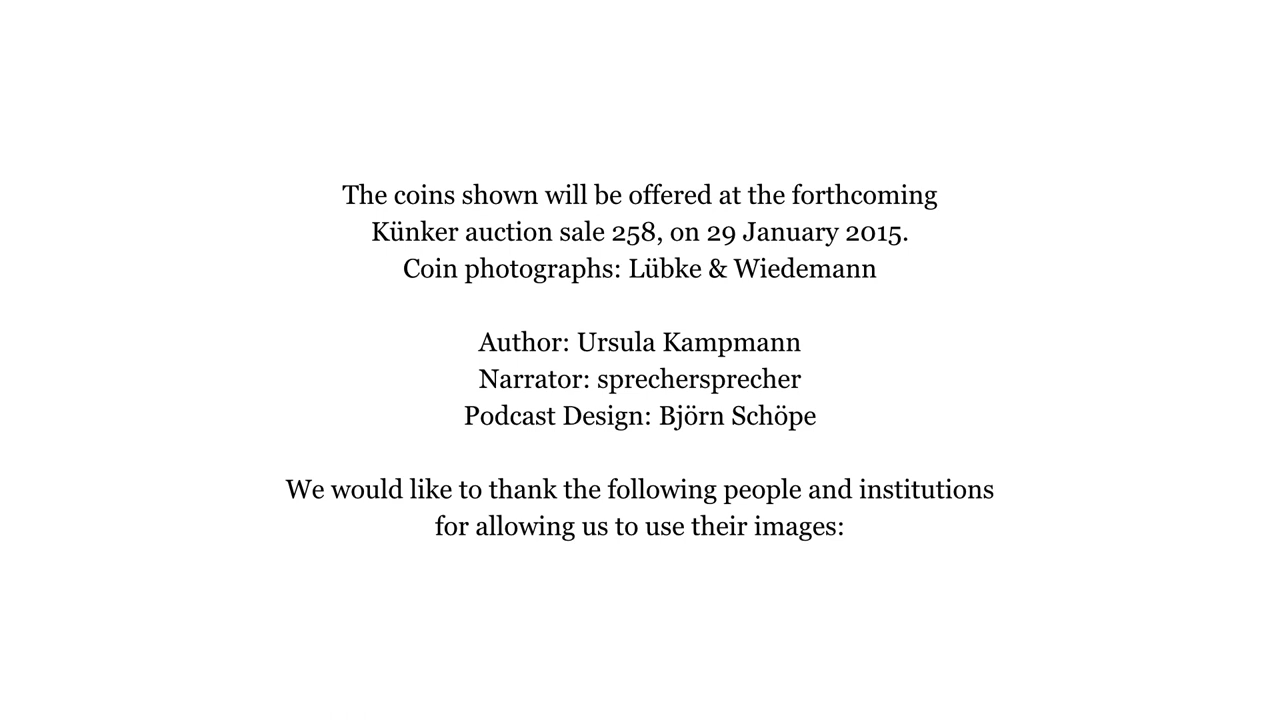 The coins shown will be offered at the forthcoming
Künker auction sale 258, on 29 January 2015.
Coin photographs: Lübke & Wiedemann
Author: Ursula Kampmann
Narrator: sprechersprecher
Podcast Design: Björn Schöpe
We would like to thank the following people and institutions
for allowing us to use their images: